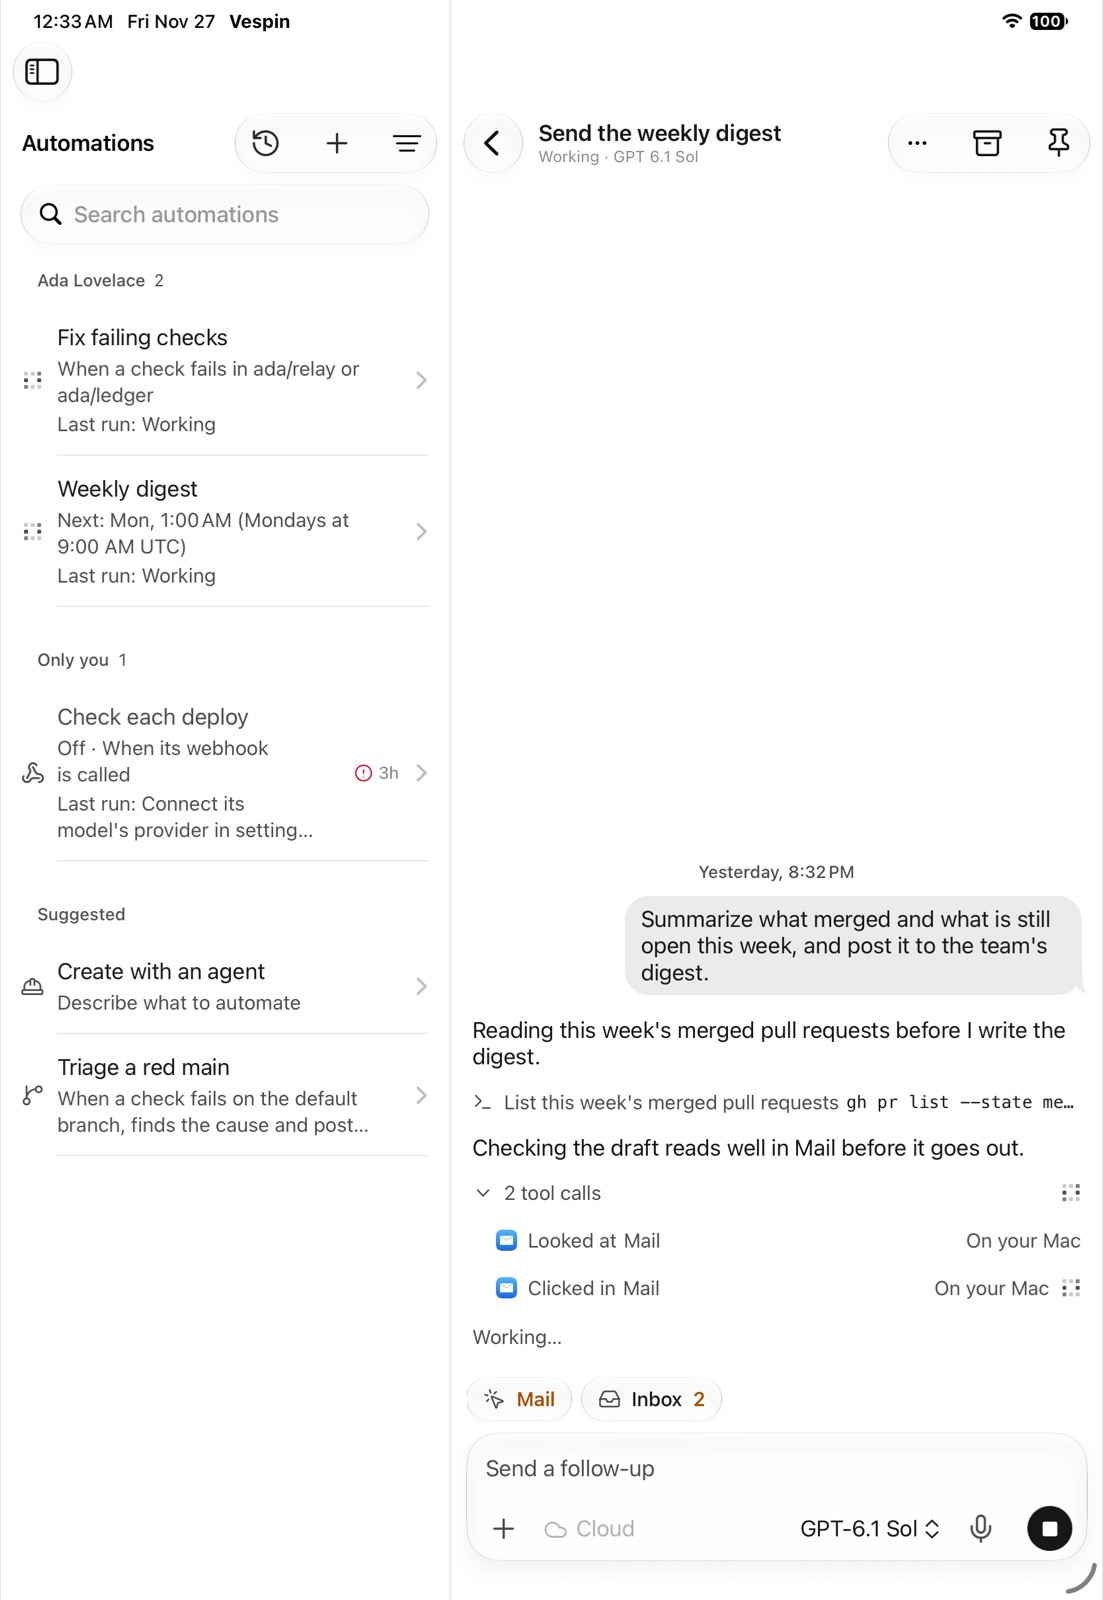 12:33 AM Fri Nov 27 Vespin
100
Automations
Search automations
Ada Lovelace 2
Fix failing checks
When a check fails in ada/relay or
ada/ledger
Last run: Working
Weekly digest
Next: Mon, 1:00 AM (Mondays at
9:00 AM UTC)
Last run: Working
Only you 1
Check each deploy
Off · When its webhook
is called
3h
Last run: Connect its
model's provider in setting...
Suggested
Create with an agent
Describe what to automate
Triage a red main
When a check fails on the default
branch, finds the cause and post...
Send the weekly digest
Working · GPT 6.1 Sol
Yesterday, 8:32 PM
Summarize what merged and what is still
open this week, and post it to the team's
digest.
Reading this week's merged pull requests before I write the
digest.
List this week's merged pull requests gh pr list --state me...
Checking the draft reads well in Mail before it goes out.
2 tool calls
Looked at Mail On your Mac
Clicked in Mail On your Mac
Working...
Mail
Inbox 2
Send a follow-up
Cloud
GPT-6.1 Sol